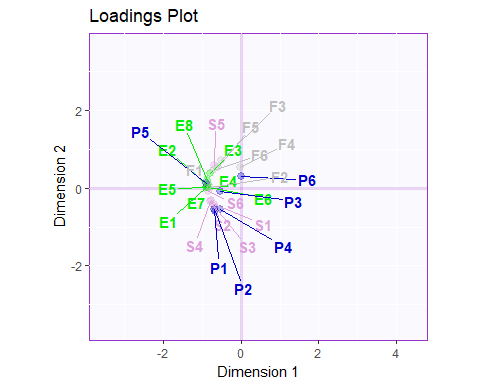 Loadings Plot
F3
E8
S5
F5
P5
F4
E2
E3
F6
F1
F2
E4
P6
E5
E7
S6
E6
P3
E1
S2
S1
S4
S3
P4
P1
P2
2
0
-2
-2
0
2
4
Dimension 1
Dimension 2